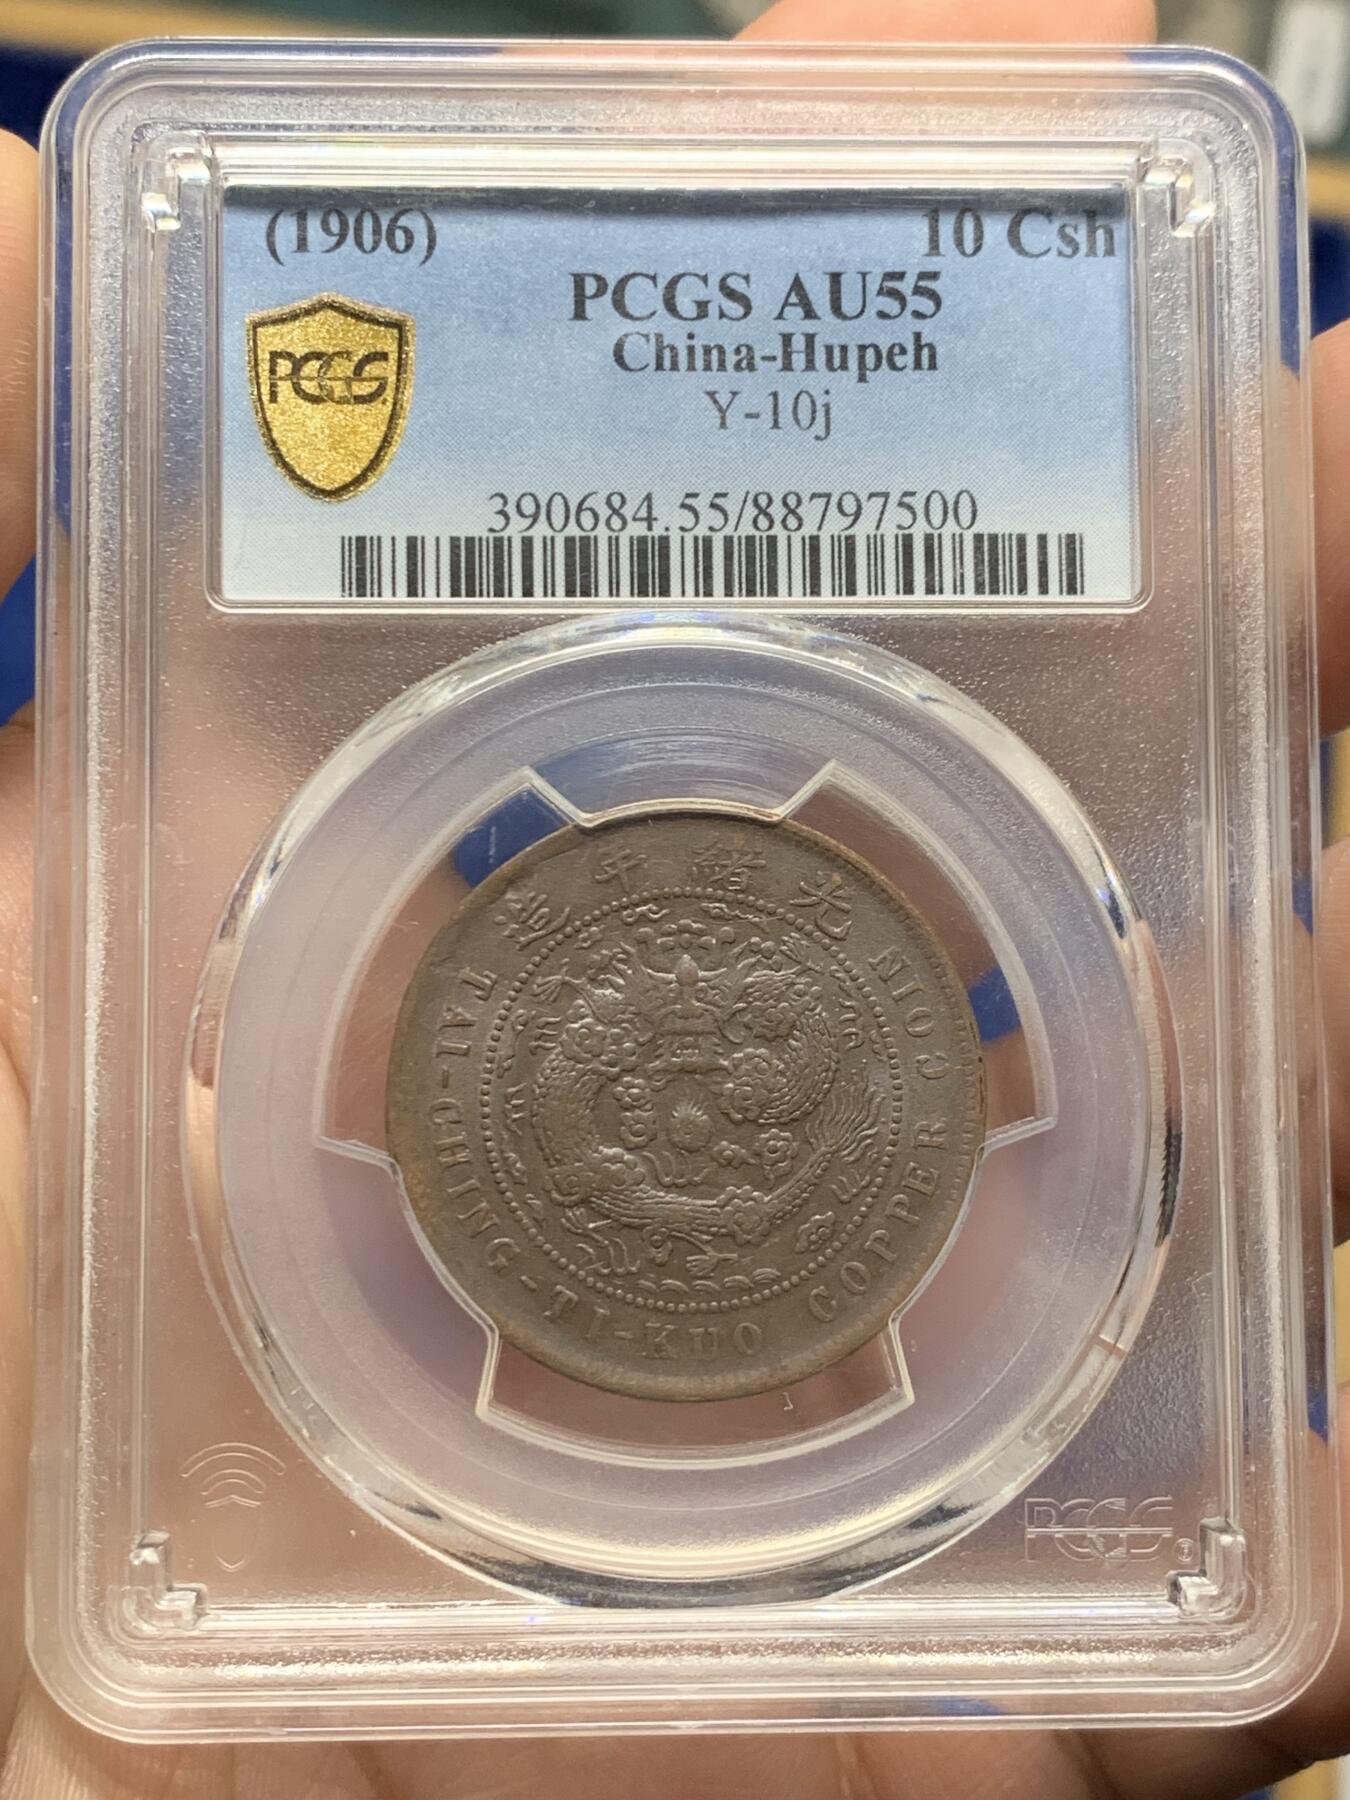 (1906)
10 Csh
PCGS AU55
China-Hupeh
Y-10j
PCGS
390684.55/88797500
造年緒光
TAI-CHING-TI-KUO COPPER COIN
PCGS